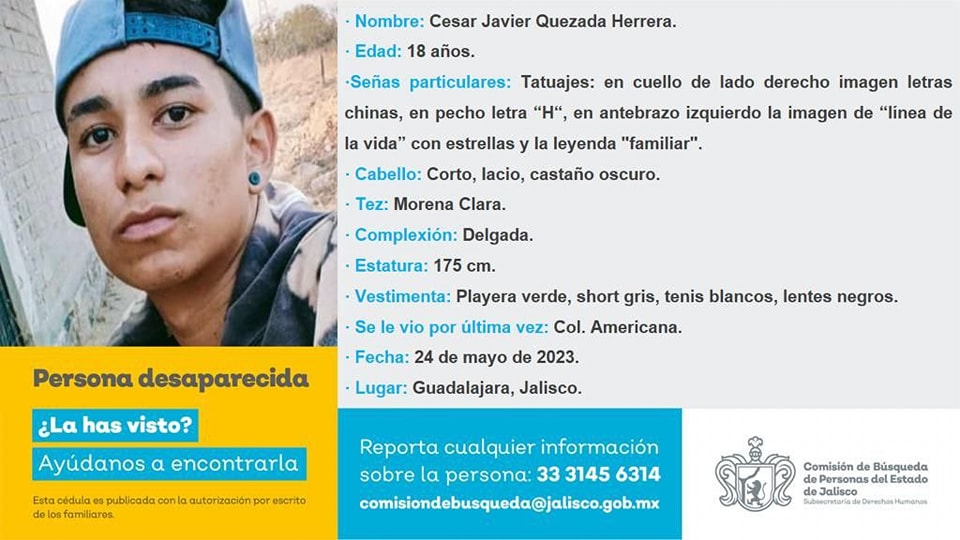 · Nombre: Cesar Javier Quezada Herrera.
· Edad: 18 años.
·Señas particulares: Tatuajes: en cuello de lado derecho imagen letras
chinas, en pecho letra “H“, en antebrazo izquierdo la imagen de “línea de
la vida” con estrellas y la leyenda "familiar".
· Cabello: Corto, lacio, castaño oscuro.
· Tez: Morena Clara.
· Complexión: Delgada.
· Estatura: 175 cm.
· Vestimenta: Playera verde, short gris, tenis blancos, lentes negros.
· Se le vio por última vez: Col. Americana.
· Fecha: 24 de mayo de 2023.
· Lugar: Guadalajara, Jalisco.
Persona desaparecida
¿La has visto?
Ayúdanos a encontrarla
Esta cédula es publicada con la autorización por escrito
de los familiares.
Reporta cualquier información
sobre la persona: 33 3145 6314
comisiondebusqueda@jalisco.gob.mx
Comisión de Búsqueda
de Personas del Estado
de Jalisco
Subsecretaría de Derechos Humanos